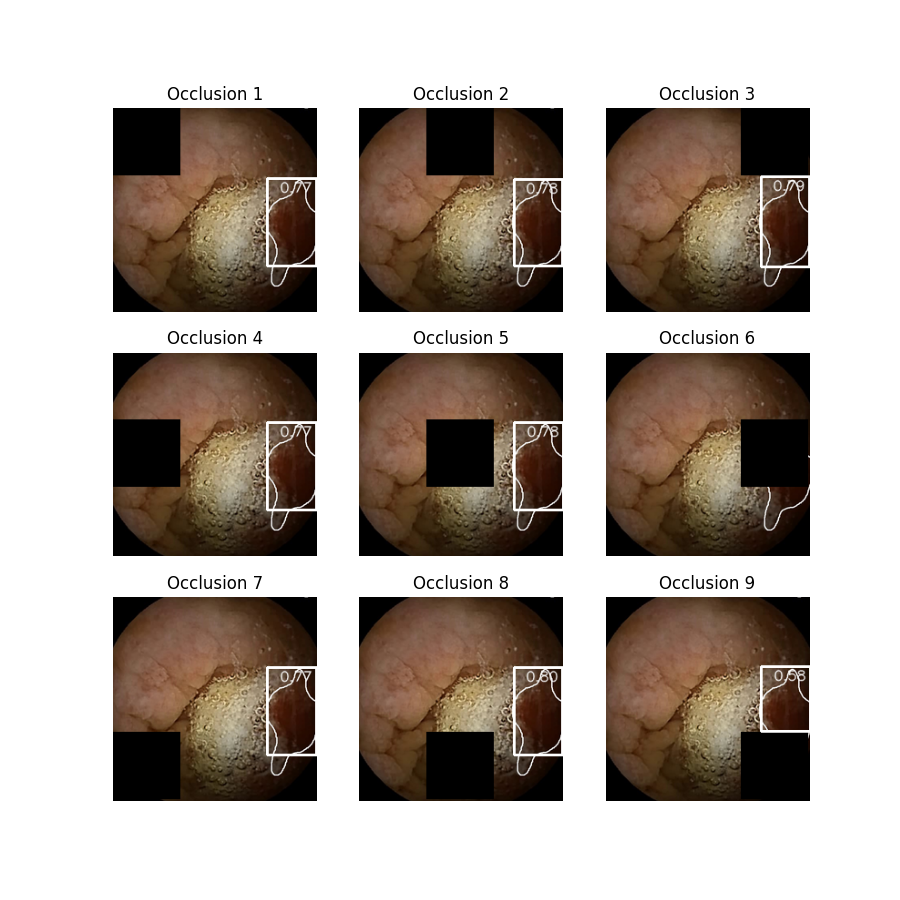 Occlusion 1
Occlusion 2
Occlusion 3
0.77
0.78
0.79
Occlusion 4
Occlusion 5
Occlusion 6
0.77
0.78
Occlusion 7
Occlusion 8
Occlusion 9
0.77
0.80
0.58